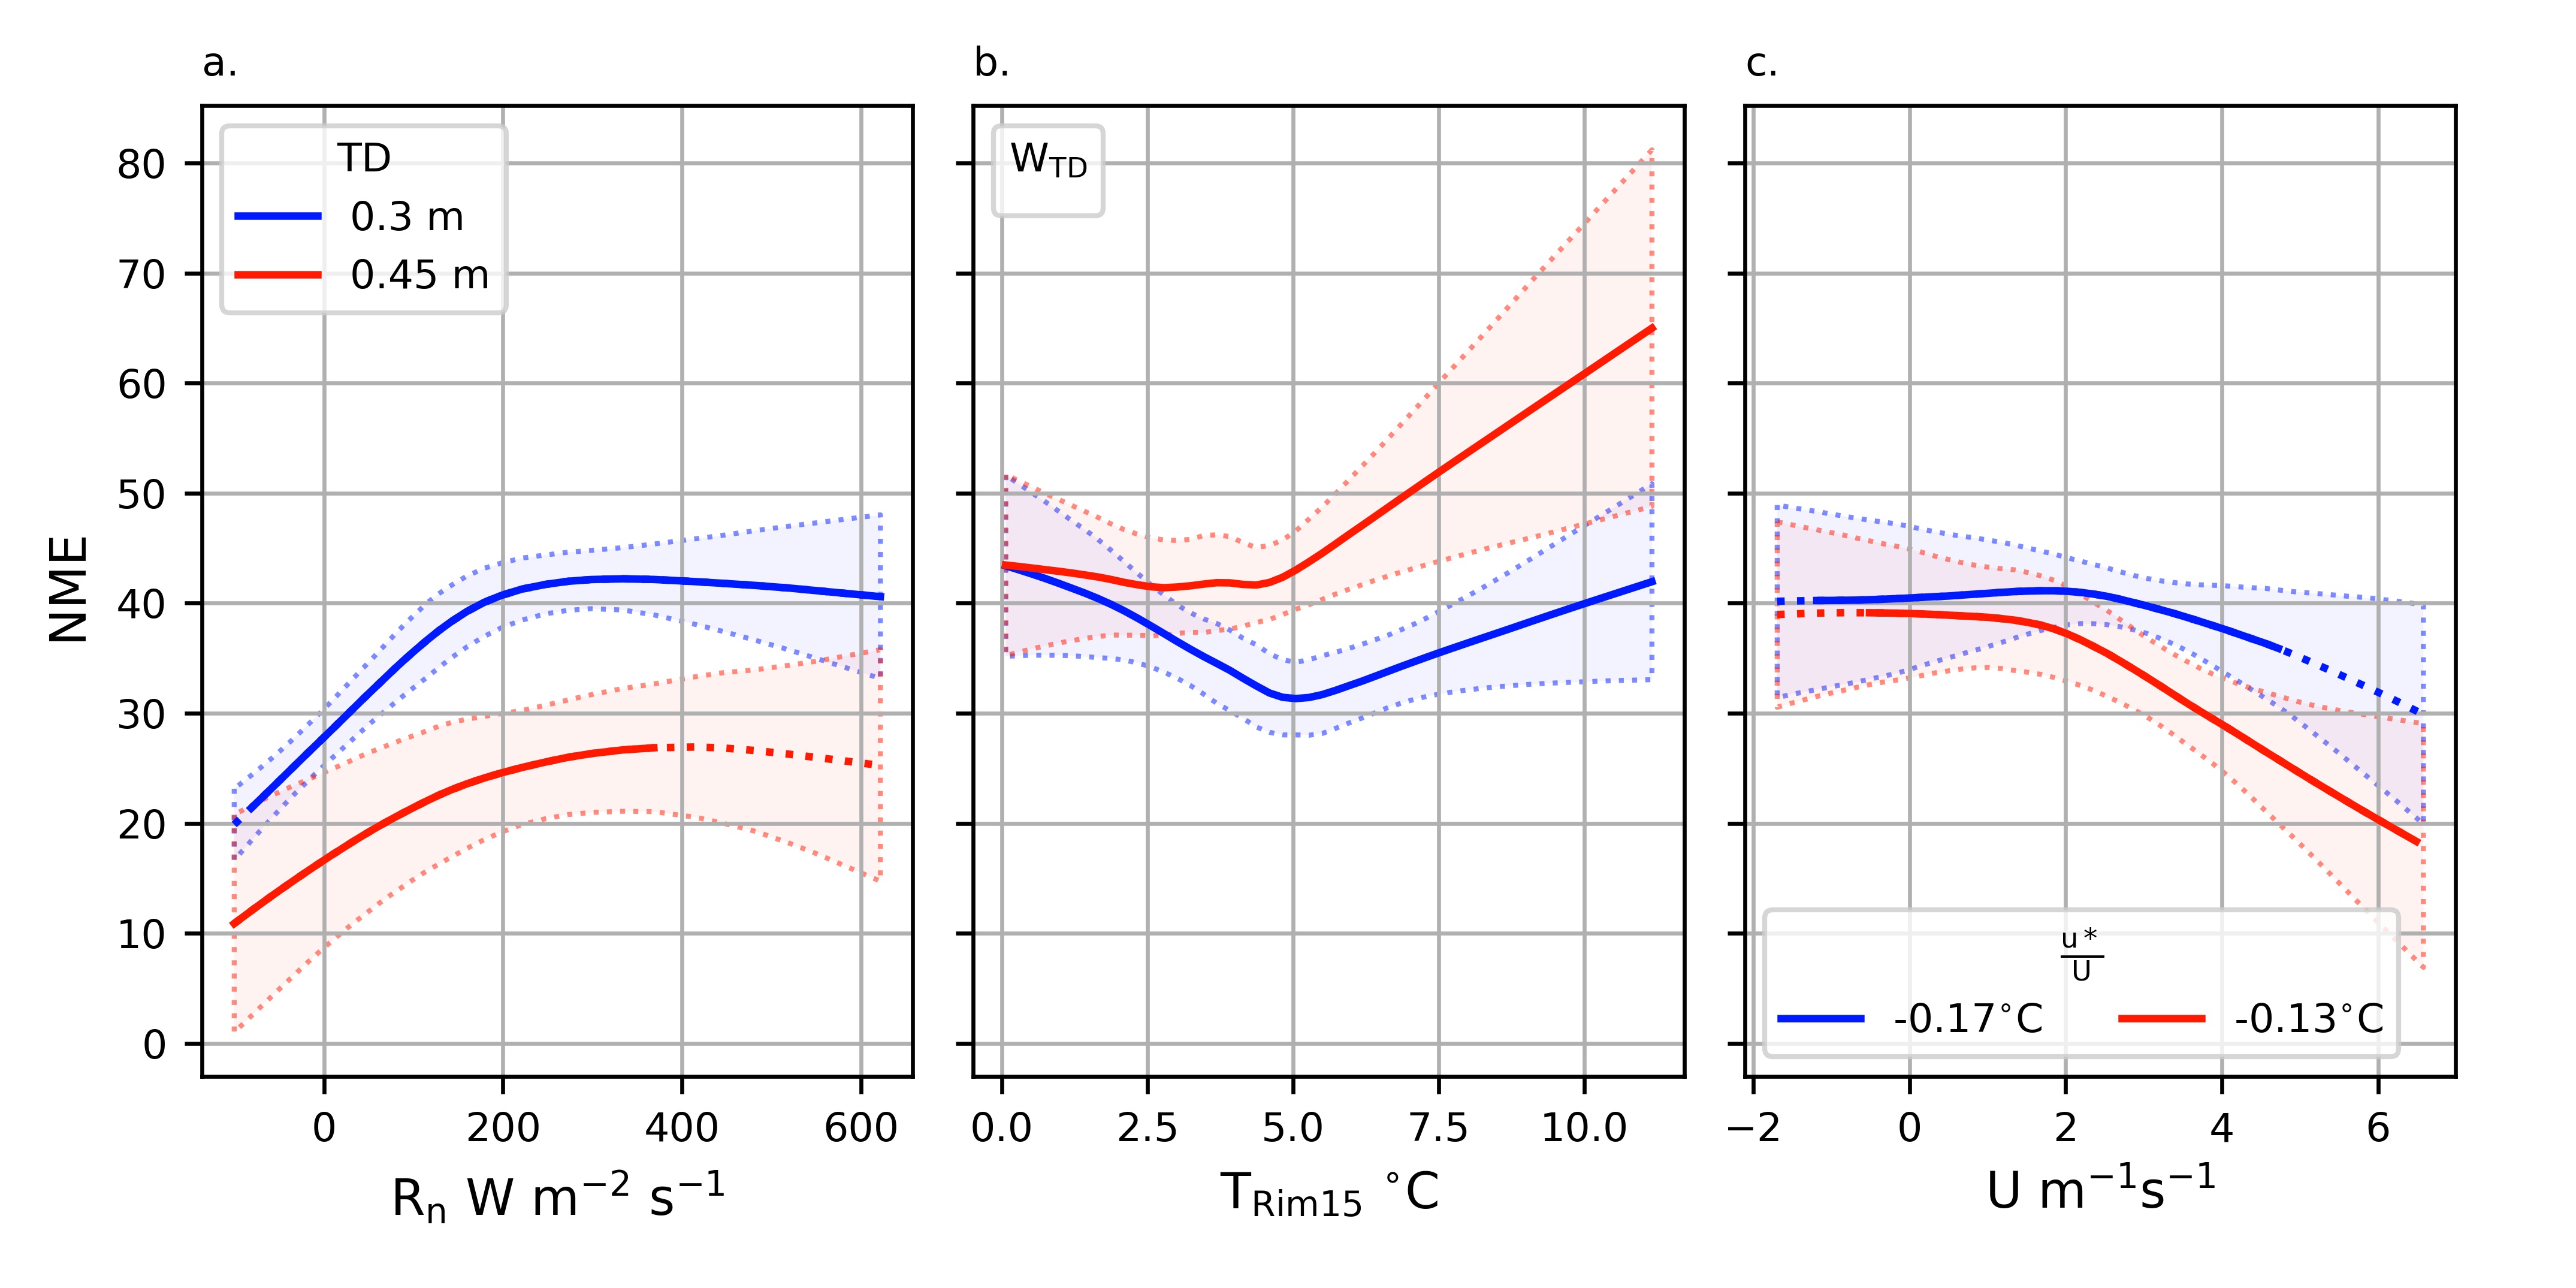 a. b. c.
TD
0.3 m
0.45 m
W_TD
NME
80
70
60
50
40
30
20
10
0
u*
U
-0.17°C -0.13°C
0 200 400 600
0.0 2.5 5.0 7.5 10.0
−2 0 2 4 6
Rₙ W m⁻² s⁻¹
T_Rim15 °C
U m⁻¹s⁻¹